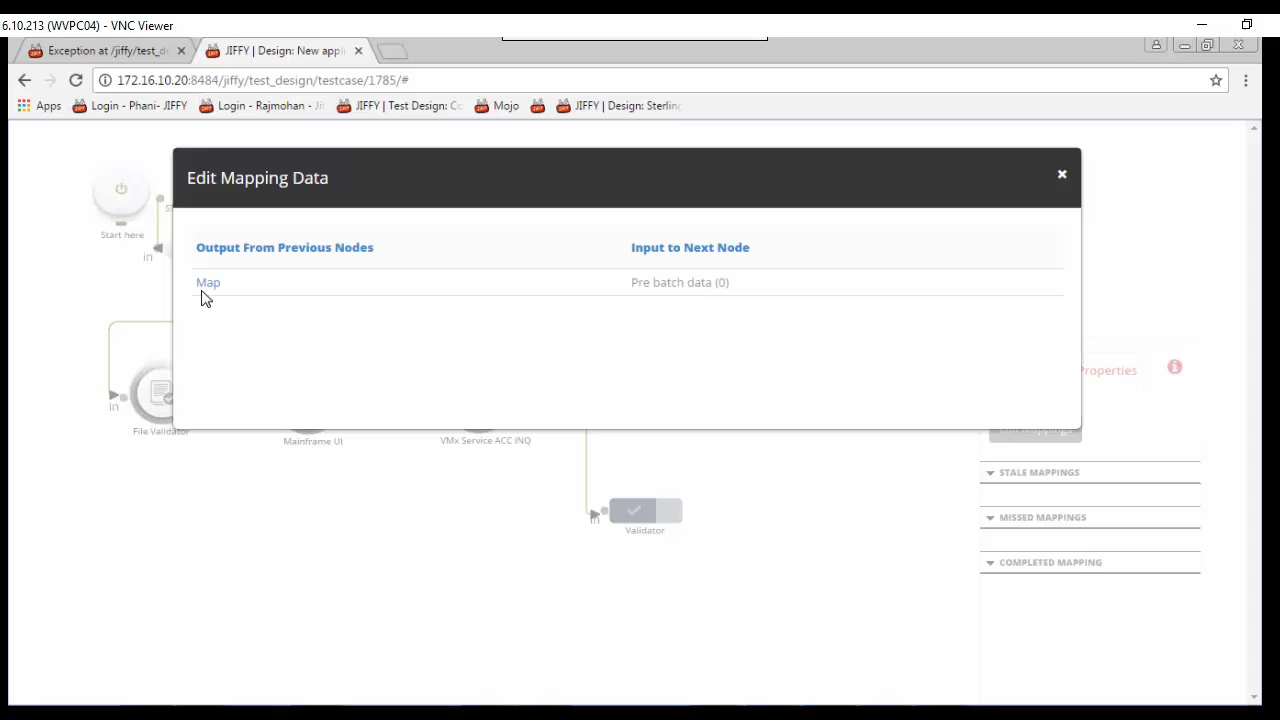 6.10.213 (WVPC04) - VNC Viewer
Exception at /jiffy/test_d
JIFFY | Design: New appl
172.16.10.20:8484/jiffy/test_design/testcase/1785/#
Apps
Login - Phani- JIFFY
Login - Rajmohan - Ji
JIFFY | Test Design: Co
Mojo
JIFFY | Design: Sterling
Edit Mapping Data
Start here
in
Output From Previous Nodes
Input to Next Node
Map
Pre batch data (0)
Properties
in
File Validator
Mainframe UI
VMx Service ACC INQ
STALE MAPPINGS
in
Validator
MISSED MAPPINGS
COMPLETED MAPPING